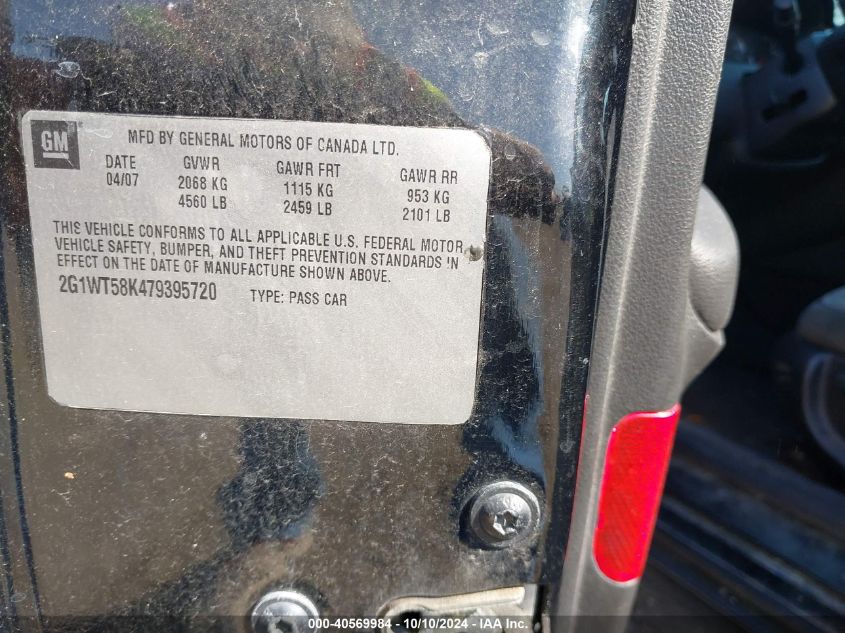 GM
MFD BY GENERAL MOTORS OF CANADA LTD.
DATE GVWR GAWR FRT GAWR RR
04/07 2068 KG 1115 KG 953 KG
4560 LB 2459 LB 2101 LB
THIS VEHICLE CONFORMS TO ALL APPLICABLE U.S. FEDERAL MOTOR
VEHICLE SAFETY, BUMPER, AND THEFT PREVENTION STANDARDS IN
EFFECT ON THE DATE OF MANUFACTURE SHOWN ABOVE.
2G1WT58K479395720 TYPE: PASS CAR
000-40569984 - 10/10/2024 - IAA Inc.